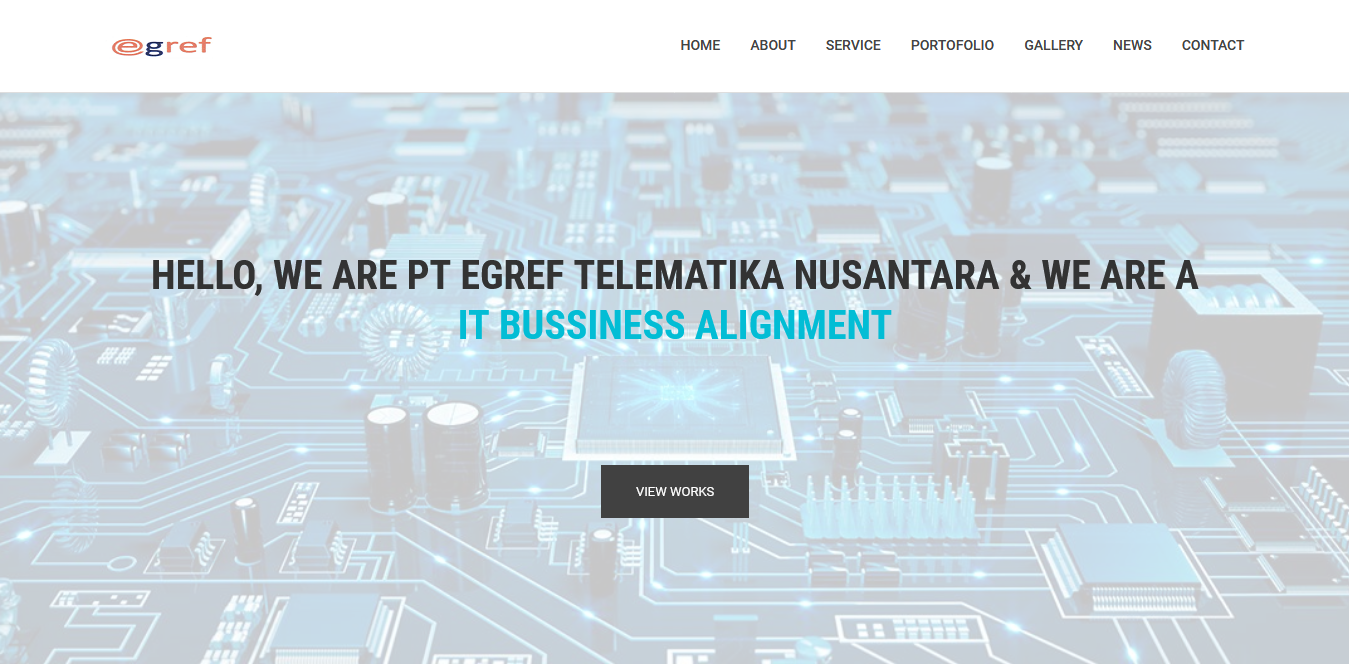 egref
HOME ABOUT SERVICE PORTOFOLIO GALLERY NEWS CONTACT
HELLO, WE ARE PT EGREF TELEMATIKA NUSANTARA & WE ARE A
IT BUSSINESS ALIGNMENT
VIEW WORKS